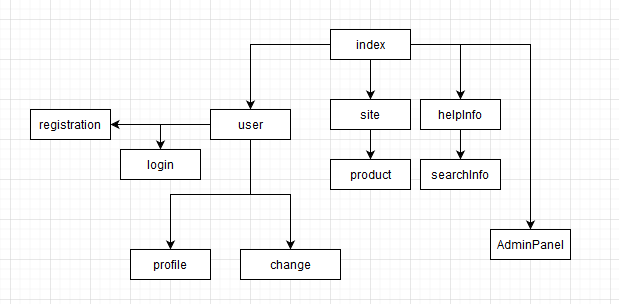 index
site
helpInfo
registration
user
login
product
searchInfo
AdminPanel
profile
change